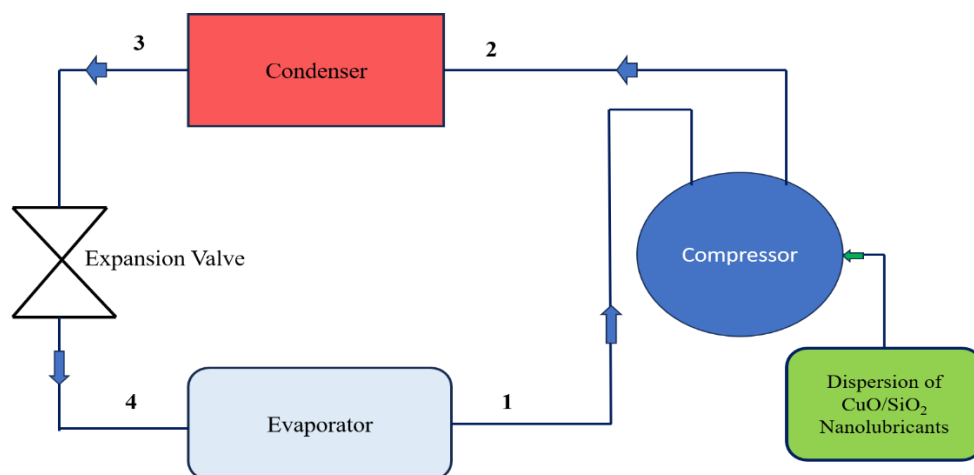 3
2
Condenser
Expansion Valve
Compressor
4
1
Evaporator
Dispersion of
CuO/SiO₂
Nanolubricants